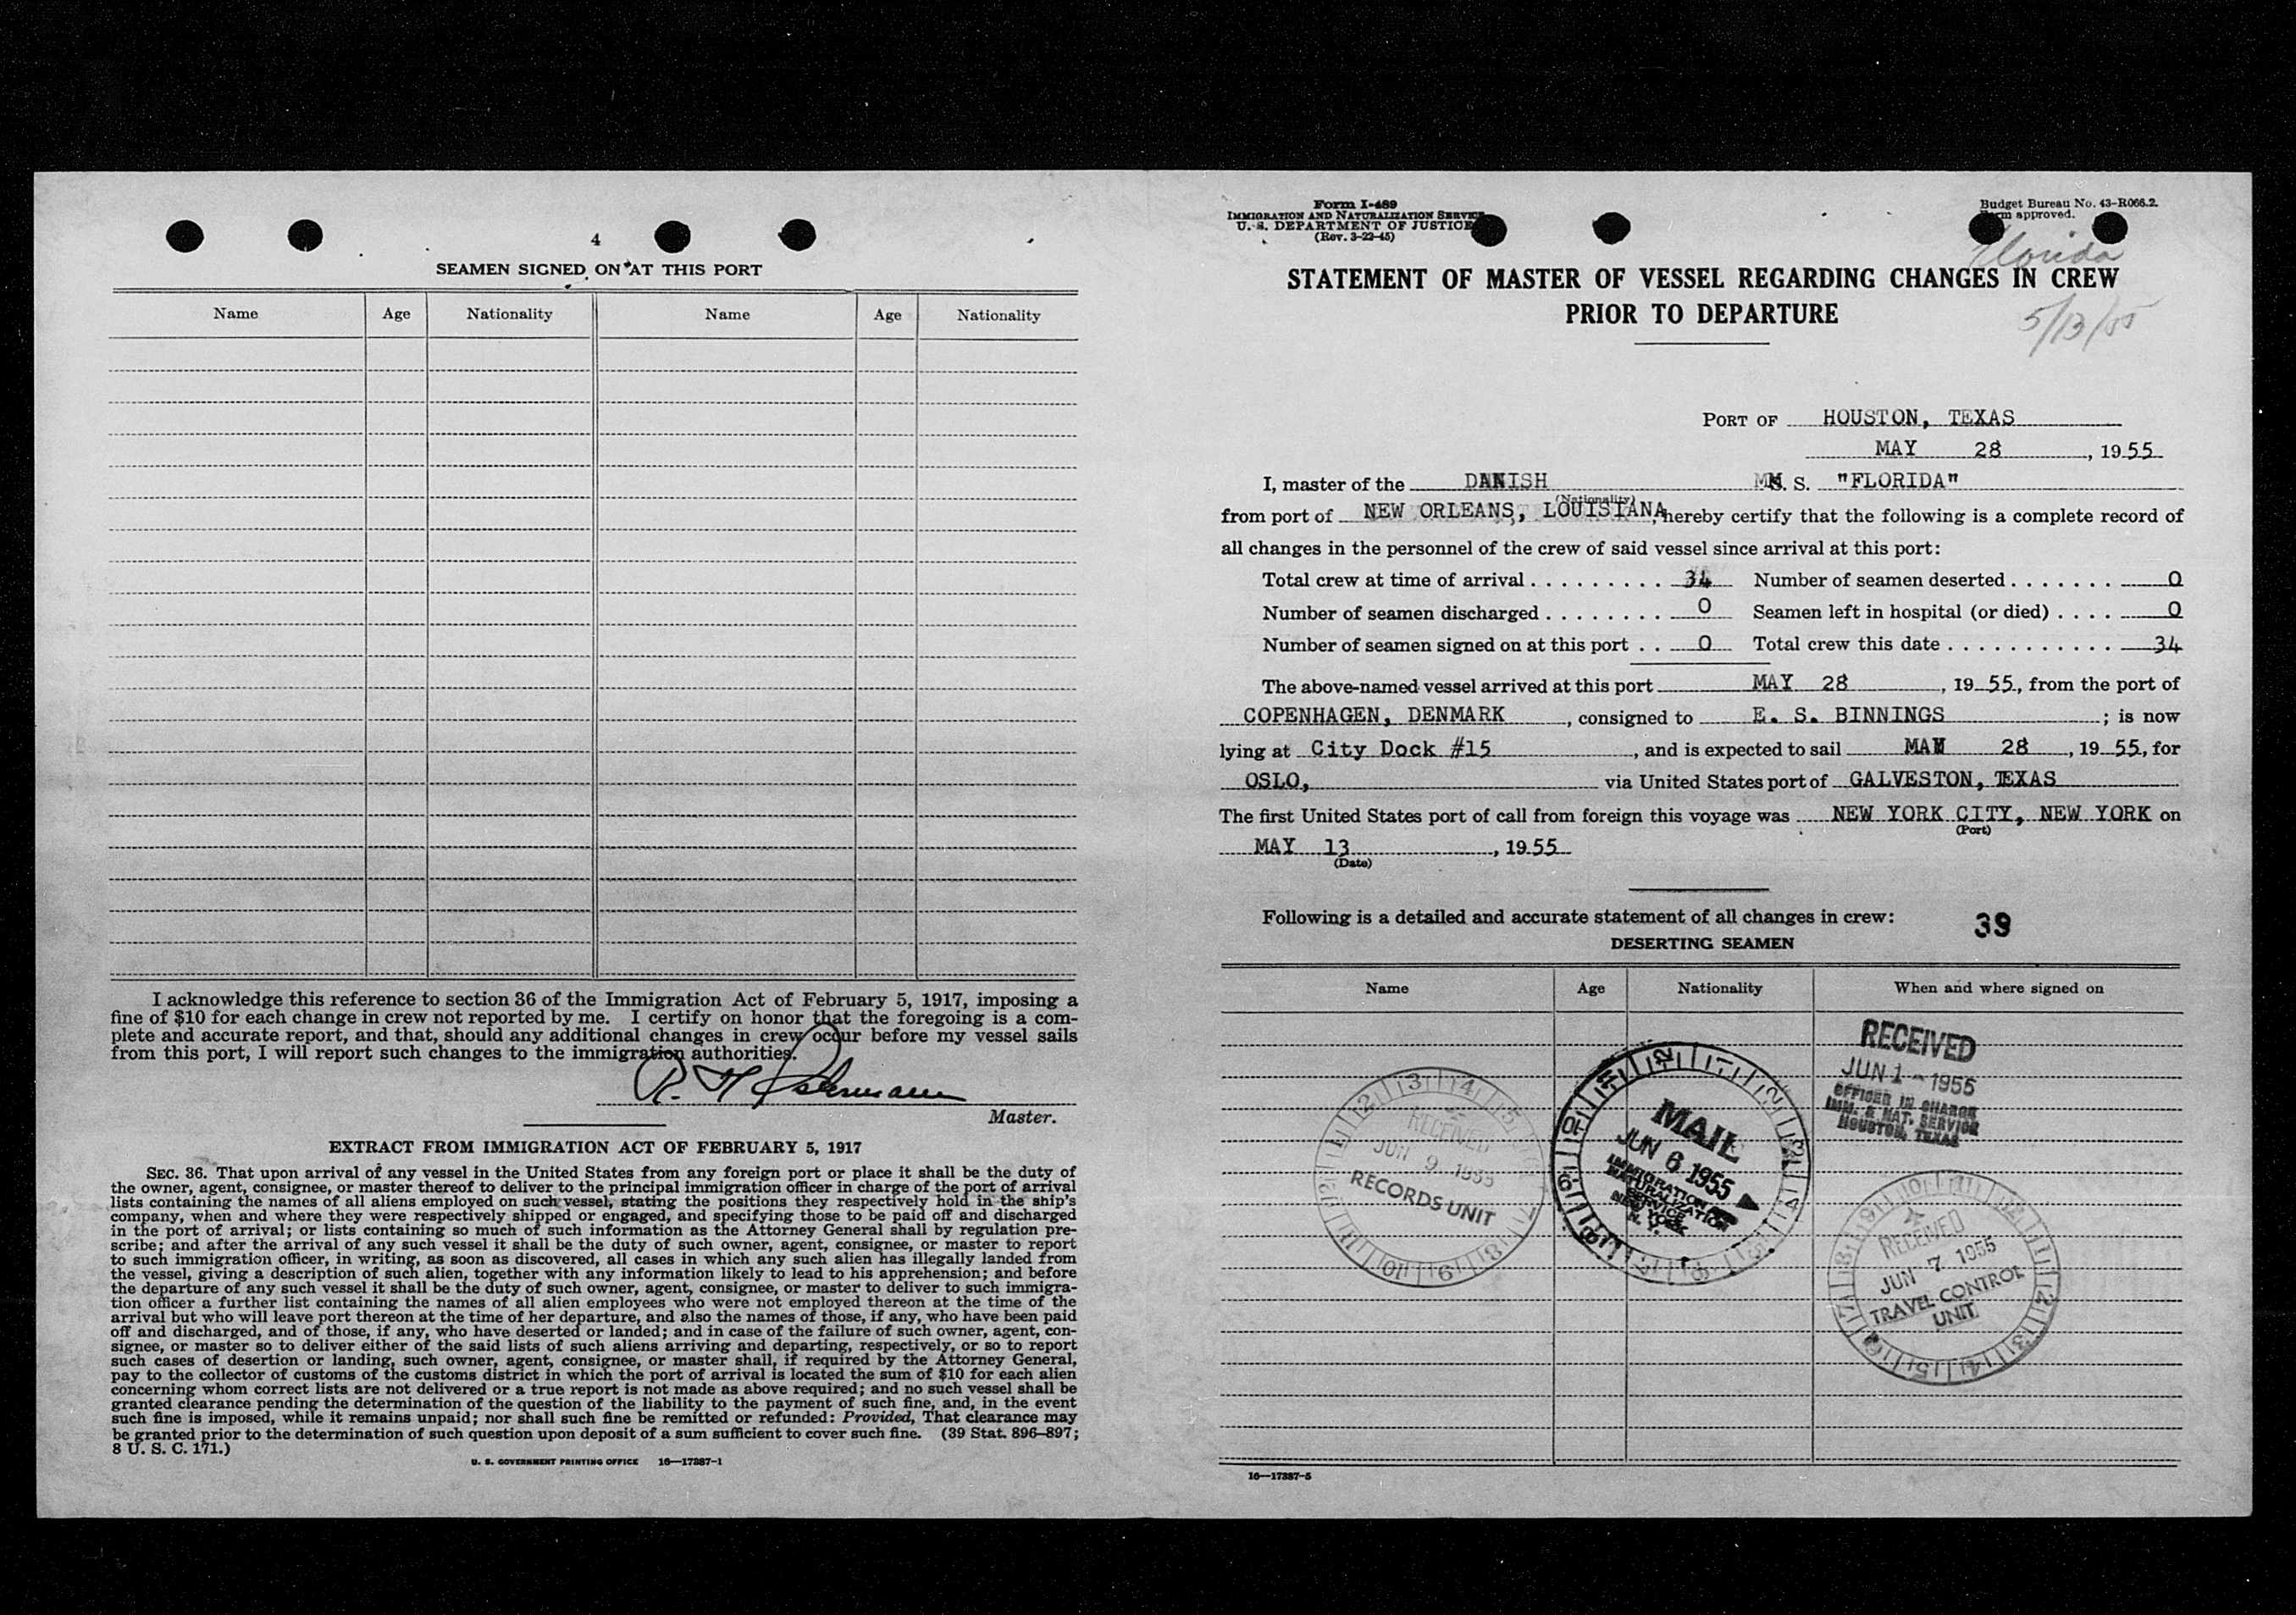 4
SEAMEN SIGNED ON AT THIS PORT
Name Age Nationality Name Age Nationality
I acknowledge this reference to section 36 of the Immigration Act of February 5, 1917, imposing a
fine of $10 for each change in crew not reported by me. I certify on honor that the foregoing is a com-
plete and accurate report, and that, should any additional changes in crew occur before my vessel sails
from this port, I will report such changes to the immigration authorities.
Master.
EXTRACT FROM IMMIGRATION ACT OF FEBRUARY 5, 1917
SEC. 36. That upon arrival of any vessel in the United States from any foreign port or place it shall be the duty of
the owner, agent, consignee, or master thereof to deliver to the principal immigration officer in charge of the port of arrival
lists containing the names of all aliens employed on such vessel, stating the positions they respectively hold in the ship's
company, when and where they were respectively shipped or engaged, and specifying those to be paid off and discharged
in the port of arrival; or lists containing so much of such information as the Attorney General shall by regulation pre-
scribe; and after the arrival of any such vessel it shall be the duty of such owner, agent, consignee, or master to report
to such immigration officer, in writing, as soon as discovered, all cases in which any such alien has illegally landed from
the vessel, giving a description of such alien, together with any information likely to lead to his apprehension; and before
the departure of any such vessel it shall be the duty of such owner, agent, consignee, or master to deliver to such immigra-
tion officer a further list containing the names of all alien employees who were not employed thereon at the time of the
arrival but who will leave port thereon at the time of her departure, and also the names of those, if any, who have been paid
off and discharged, and of those, if any, who have deserted or landed; and in case of the failure of such owner, agent, con-
signee, or master so to deliver either of the said lists of such aliens arriving and departing, respectively, or so to report
such cases of desertion or landing, such owner, agent, consignee, or master shall, if required by the Attorney General,
pay to the collector of customs of the customs district in which the port of arrival is located the sum of $10 for each alien
concerning whom correct lists are not delivered or a true report is not made as above required; and no such vessel shall be
granted clearance pending the determination of the question of the liability to the payment of such fine, and, in the event
such fine is imposed, while it remains unpaid; nor shall such fine be remitted or refunded: Provided, That clearance may
be granted prior to the determination of such question upon deposit of a sum sufficient to cover such fine. (39 Stat. 896–897;
8 U. S. C. 171.)
U. S. GOVERNMENT PRINTING OFFICE 16—17887-1
Form I-489
IMMIGRATION AND NATURALIZATION SERVICE
U. S. DEPARTMENT OF JUSTICE
(Rev. 3-22-45)
Budget Bureau No. 43-R066.2.
Form approved.
Florida
STATEMENT OF MASTER OF VESSEL REGARDING CHANGES IN CREW
PRIOR TO DEPARTURE
5/13/55
PORT OF HOUSTON, TEXAS
MAY 28, 1955
I, master of the DANISH M. S. "FLORIDA"
(Nationality)
from port of NEW ORLEANS, LOUISIANA, hereby certify that the following is a complete record of
all changes in the personnel of the crew of said vessel since arrival at this port:
Total crew at time of arrival . . . . . . . . . 34 Number of seamen deserted . . . . . . . 0
Number of seamen discharged . . . . . . . . 0 Seamen left in hospital (or died) . . . . 0
Number of seamen signed on at this port . . 0 Total crew this date . . . . . . . . . . . 34
The above-named vessel arrived at this port MAY 28, 1955, from the port of
COPENHAGEN, DENMARK, consigned to E. S. BINNINGS; is now
lying at City Dock #15, and is expected to sail MAY 28, 1955, for
OSLO, via United States port of GALVESTON, TEXAS
The first United States port of call from foreign this voyage was NEW YORK CITY, NEW YORK on
(Port)
MAY 13, 1955
(Date)
Following is a detailed and accurate statement of all changes in crew: 39
DESERTING SEAMEN
Name Age Nationality When and where signed on
RECEIVED
JUN 1 - 1955
OFFICER IN CHARGE
IMM. & NAT. SERVICE
HOUSTON, TEXAS
RECEIVED
JUN 9 1955
RECORDS UNIT
MAIL
JUN 6 1955
IMMIGRATION AND
NATURALIZATION
SERVICE
NEW YORK
N. Y.
RECEIVED
JUN 7 1955
TRAVEL CONTROL
UNIT
16—17887-5